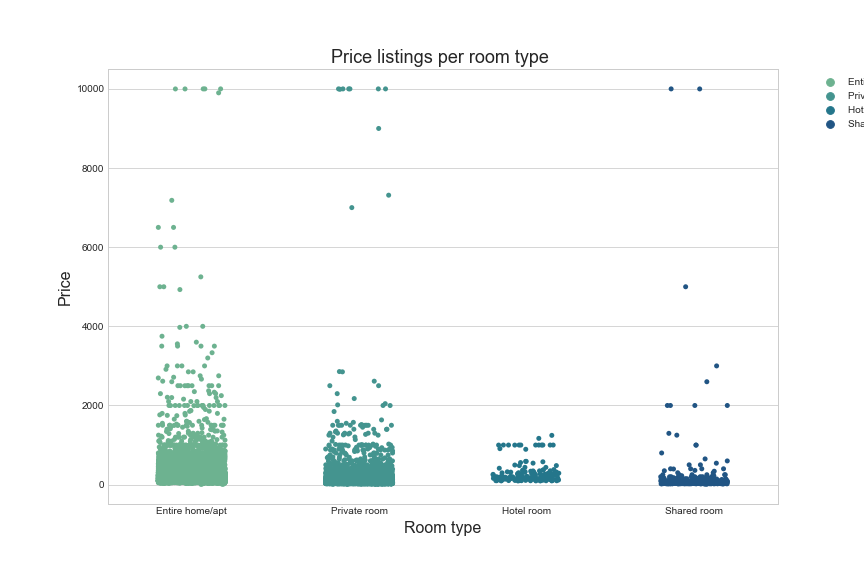 Price listings per room type
10000
8000
6000
4000
2000
0
Price
Entire home/apt
Private room
Hotel room
Shared room
Room type
Enti
Priv
Hot
Sha